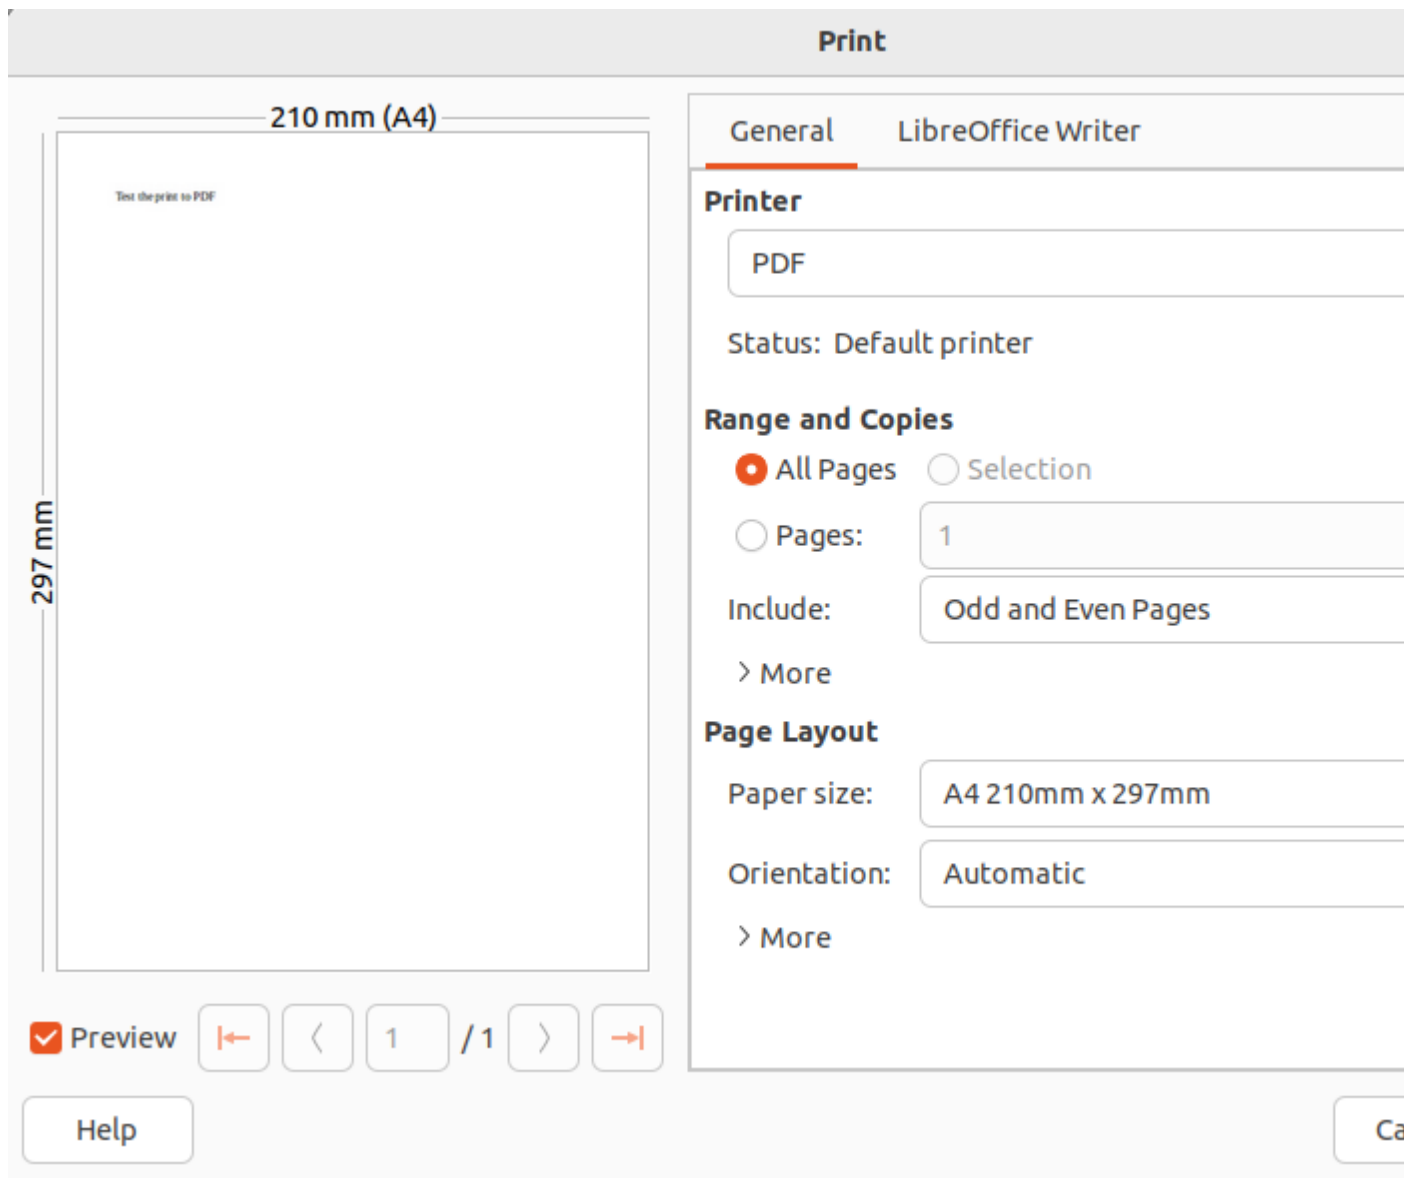 Print
210 mm (A4)
297 mm
Test the print to PDF
Preview
1
/ 1
Help
General
LibreOffice Writer
Printer
PDF
Status: Default printer
Range and Copies
All Pages
Selection
Pages:
1
Include:
Odd and Even Pages
More
Page Layout
Paper size:
A4 210mm x 297mm
Orientation:
Automatic
More
Ca